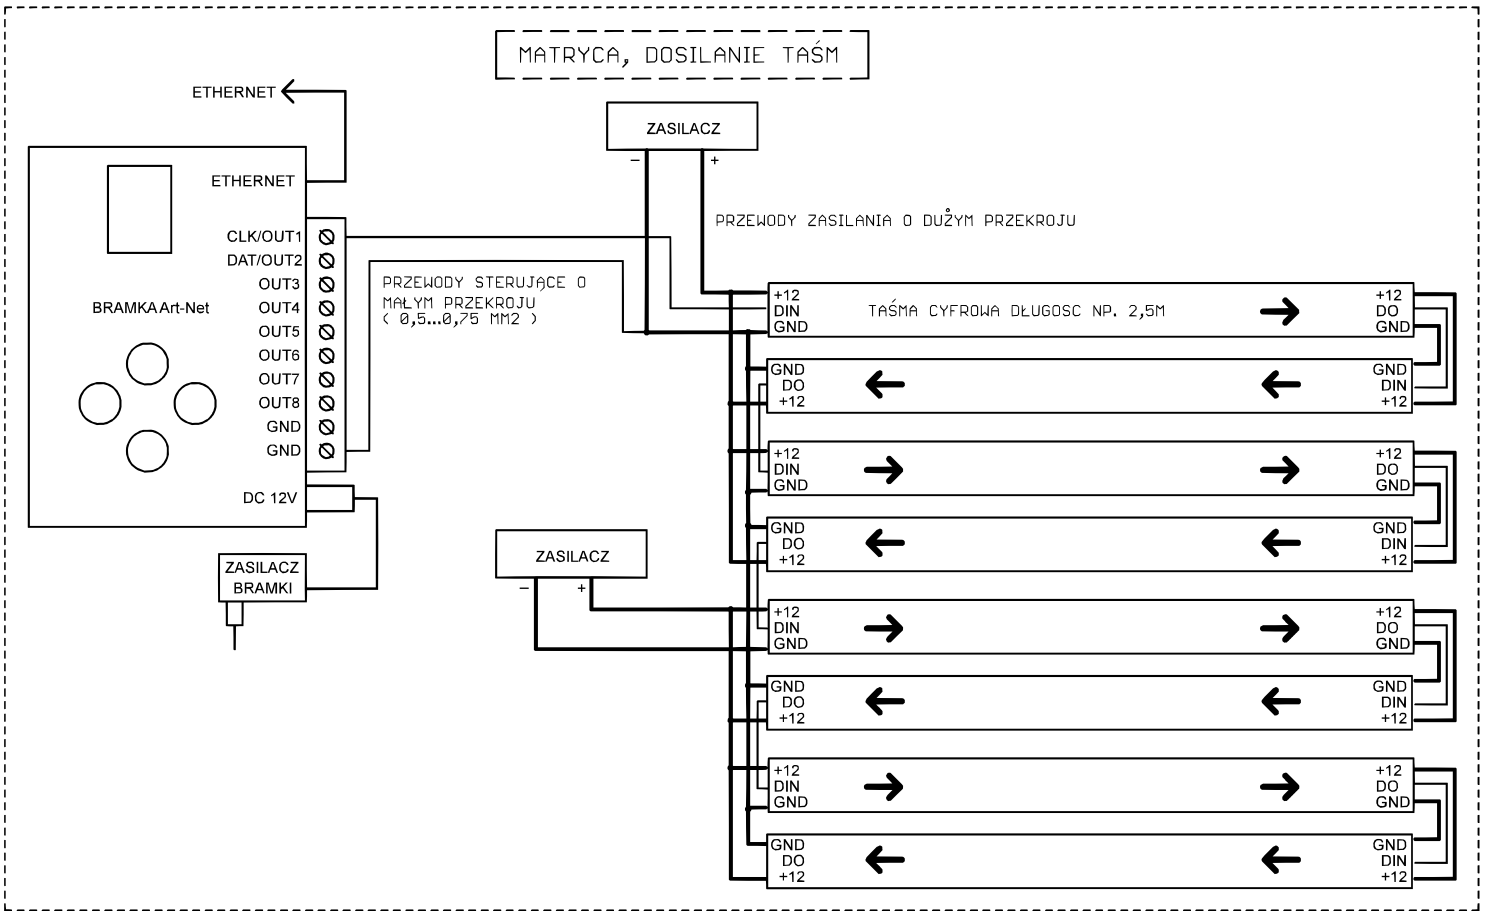 MATRYCA, DOSILANIE TAŚM
ETHERNET
ZASILACZ
- +
ETHERNET
PRZEWODY ZASILANIA O DUŻYM PRZEKROJU
CLK/OUT1
DAT/OUT2
OUT3
BRAMKA Art-Net
OUT4
OUT5
OUT6
OUT7
OUT8
GND
GND
DC 12V
PRZEWODY STERUJĄCE O
MAŁYM PRZEKROJU
( 0,5...0,75 MM2 )
ZASILACZ
BRAMKI
ZASILACZ
- +
+12 +12
DIN TAŚMA CYFROWA DŁUGOSC NP. 2,5M DO
GND GND
GND GND
DO DIN
+12 +12
+12 +12
DIN DO
GND GND
GND GND
DO DIN
+12 +12
+12 +12
DIN DO
GND GND
GND GND
DO DIN
+12 +12
+12 +12
DIN DO
GND GND
GND GND
DO DIN
+12 +12